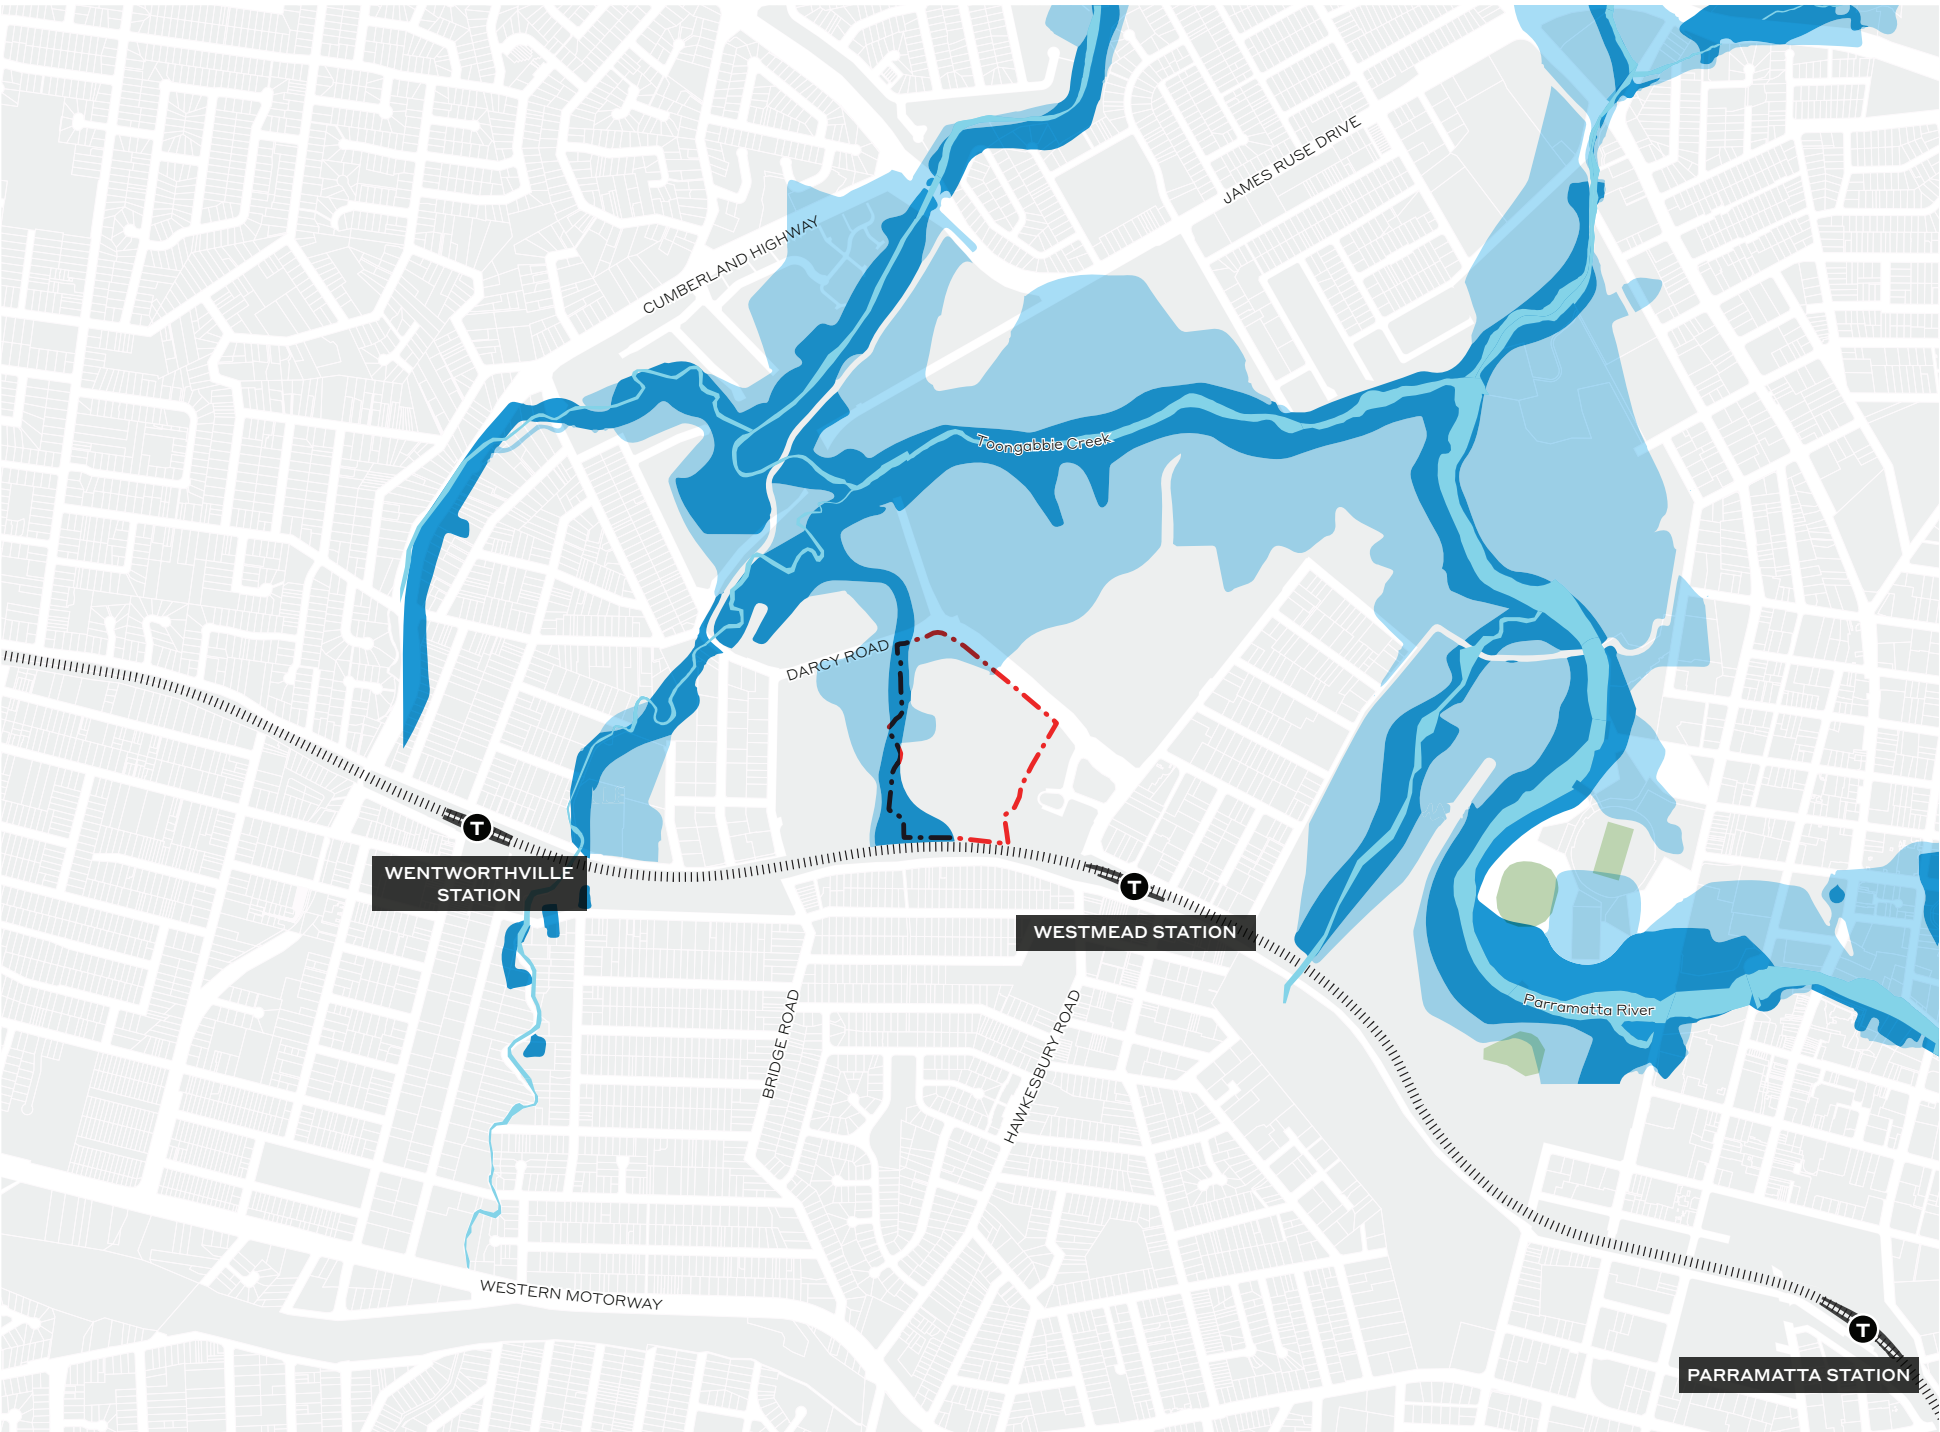 JAMES RUSE DRIVE
CUMBERLAND HIGHWAY
Toongabbie Creek
DARCY ROAD
T
WENTWORTHVILLE
STATION
T
WESTMEAD STATION
Parramatta River
BRIDGE ROAD
HAWKESBURY ROAD
WESTERN MOTORWAY
T
PARRAMATTA STATION